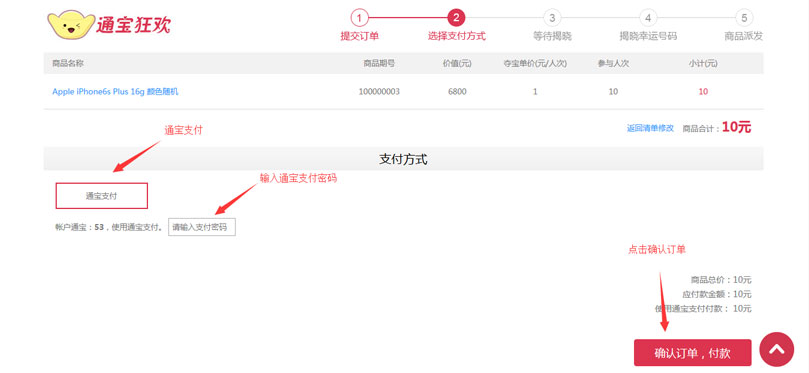 通宝狂欢
1 2 3 4 5
提交订单 选择支付方式 等待揭晓 揭晓幸运号码 商品派发
商品名称 商品期号 价值(元) 夺宝单价(元/人次) 参与人次 小计(元)
Apple iPhone6s Plus 16g 颜色随机 100000003 6800 1 10 10
返回清单修改 商品合计：10元
通宝支付
支付方式
输入通宝支付密码
通宝支付
帐户通宝：53，使用通宝支付。 请输入支付密码
点击确认订单
商品总价：10元
应付款金额：10元
使用通宝支付付款： 10元
确认订单，付款